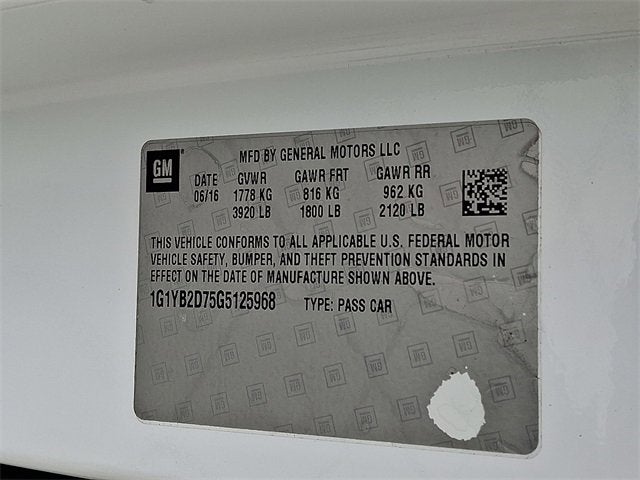 GM
MFD BY GENERAL MOTORS LLC
DATE GVWR GAWR FRT GAWR RR
06/16 1778 KG 816 KG 962 KG
3920 LB 1800 LB 2120 LB
THIS VEHICLE CONFORMS TO ALL APPLICABLE U.S. FEDERAL MOTOR
VEHICLE SAFETY, BUMPER, AND THEFT PREVENTION STANDARDS IN
EFFECT ON THE DATE OF MANUFACTURE SHOWN ABOVE.
1G1YB2D75G5125968 TYPE: PASS CAR